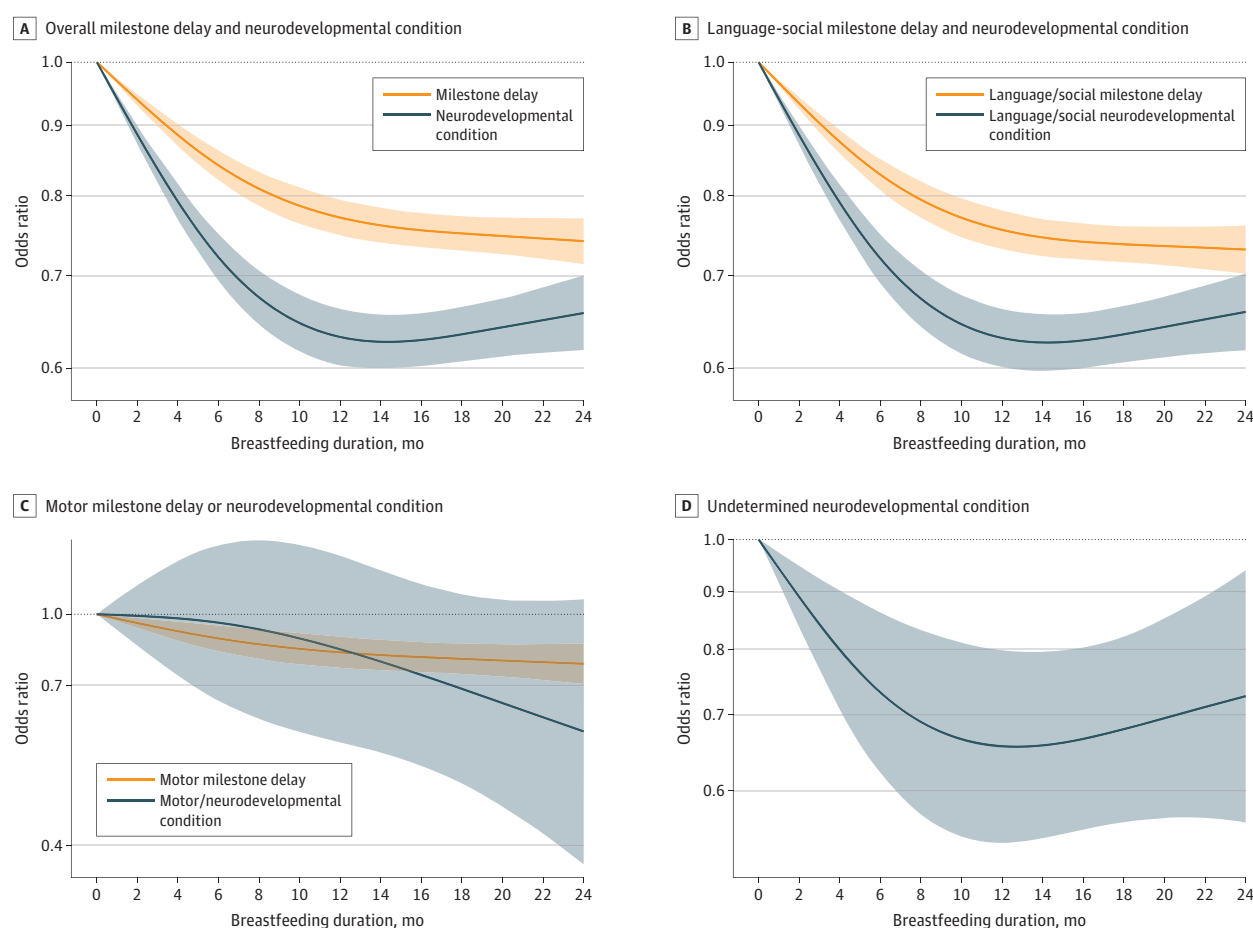 A Overall milestone delay and neurodevelopmental condition
1.0
0.9
0.8
0.7
0.6
Odds ratio
Milestone delay
Neurodevelopmental
condition
0 2 4 6 8 10 12 14 16 18 20 22 24
Breastfeeding duration, mo
B Language-social milestone delay and neurodevelopmental condition
1.0
0.9
0.8
0.7
0.6
Odds ratio
Language/social milestone delay
Language/social neurodevelopmental
condition
0 2 4 6 8 10 12 14 16 18 20 22 24
Breastfeeding duration, mo
C Motor milestone delay or neurodevelopmental condition
1.0
0.7
0.4
Odds ratio
Motor milestone delay
Motor/neurodevelopmental
condition
0 2 4 6 8 10 12 14 16 18 20 22 24
Breastfeeding duration, mo
D Undetermined neurodevelopmental condition
1.0
0.9
0.8
0.7
0.6
Odds ratio
0 2 4 6 8 10 12 14 16 18 20 22 24
Breastfeeding duration, mo